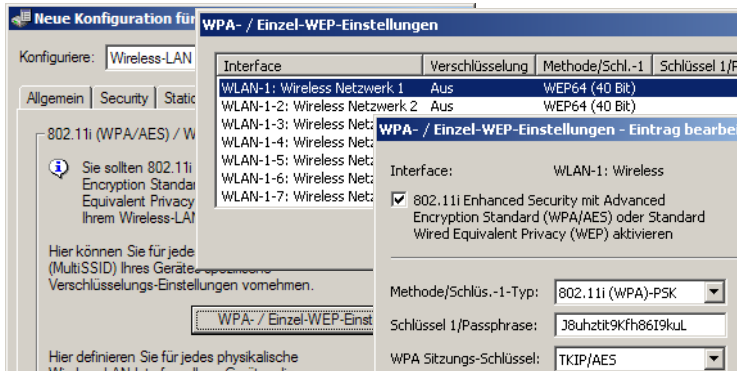 Neue Konfiguration für
Konfiguriere: Wireless-LAN
Allgemein Security Static
802.11i (WPA/AES) / W
Sie sollten 802.11i
Encryption Standar
Equivalent Privacy
Ihrem Wireless-LAN
Hier können Sie für jede
(MultiSSID) Ihres Gerätes spezifische
Verschlüsselungs-Einstellungen vornehmen.
WPA- / Einzel-WEP-Einst
Hier definieren Sie für jedes physikalische
WPA- / Einzel-WEP-Einstellungen
Interface Verschlüsselung Methode/Schl.-1 Schlüssel 1/P
WLAN-1: Wireless Netzwerk 1 Aus WEP64 (40 Bit)
WLAN-1-2: Wireless Netzwerk 2 Aus WEP64 (40 Bit)
WLAN-1-3: Wireless Netz
WLAN-1-4: Wireless Netz
WLAN-1-5: Wireless Netz
WLAN-1-6: Wireless Netz
WLAN-1-7: Wireless Netz
WPA- / Einzel-WEP-Einstellungen - Eintrag bearbe
Interface: WLAN-1: Wireless
802.11i Enhanced Security mit Advanced
Encryption Standard (WPA/AES) oder Standard
Wired Equivalent Privacy (WEP) aktivieren
Methode/Schlüs.-1-Typ: 802.11i (WPA)-PSK
Schlüssel 1/Passphrase: J8uhztit9Kfh86I9kuL
WPA Sitzungs-Schlüssel: TKIP/AES